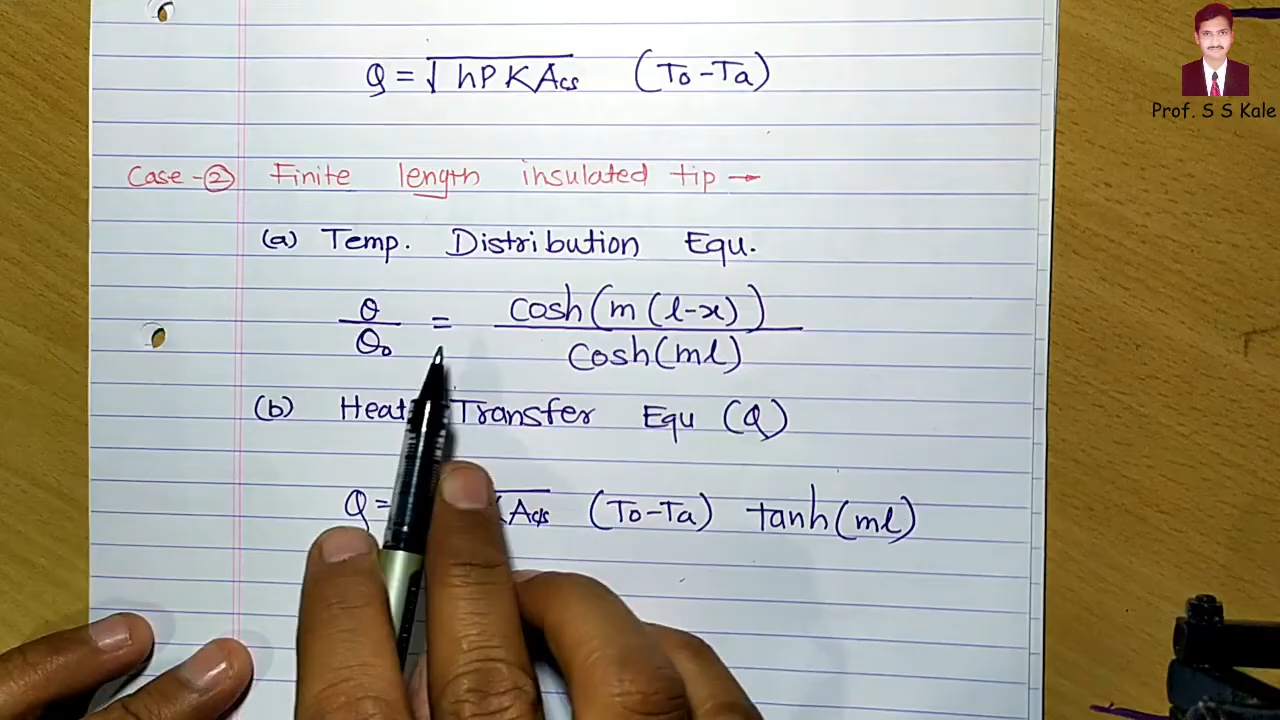 Q = √hPKAcs (To-Ta)
Prof. S S Kale
Case-② Finite length insulated tip →
(a) Temp. Distribution Equ.
θ/θo = cosh(m(l-x))/cosh(ml)
(b) Heat Transfer Equ (Q)
Q = Acs (To-Ta) tanh(ml)